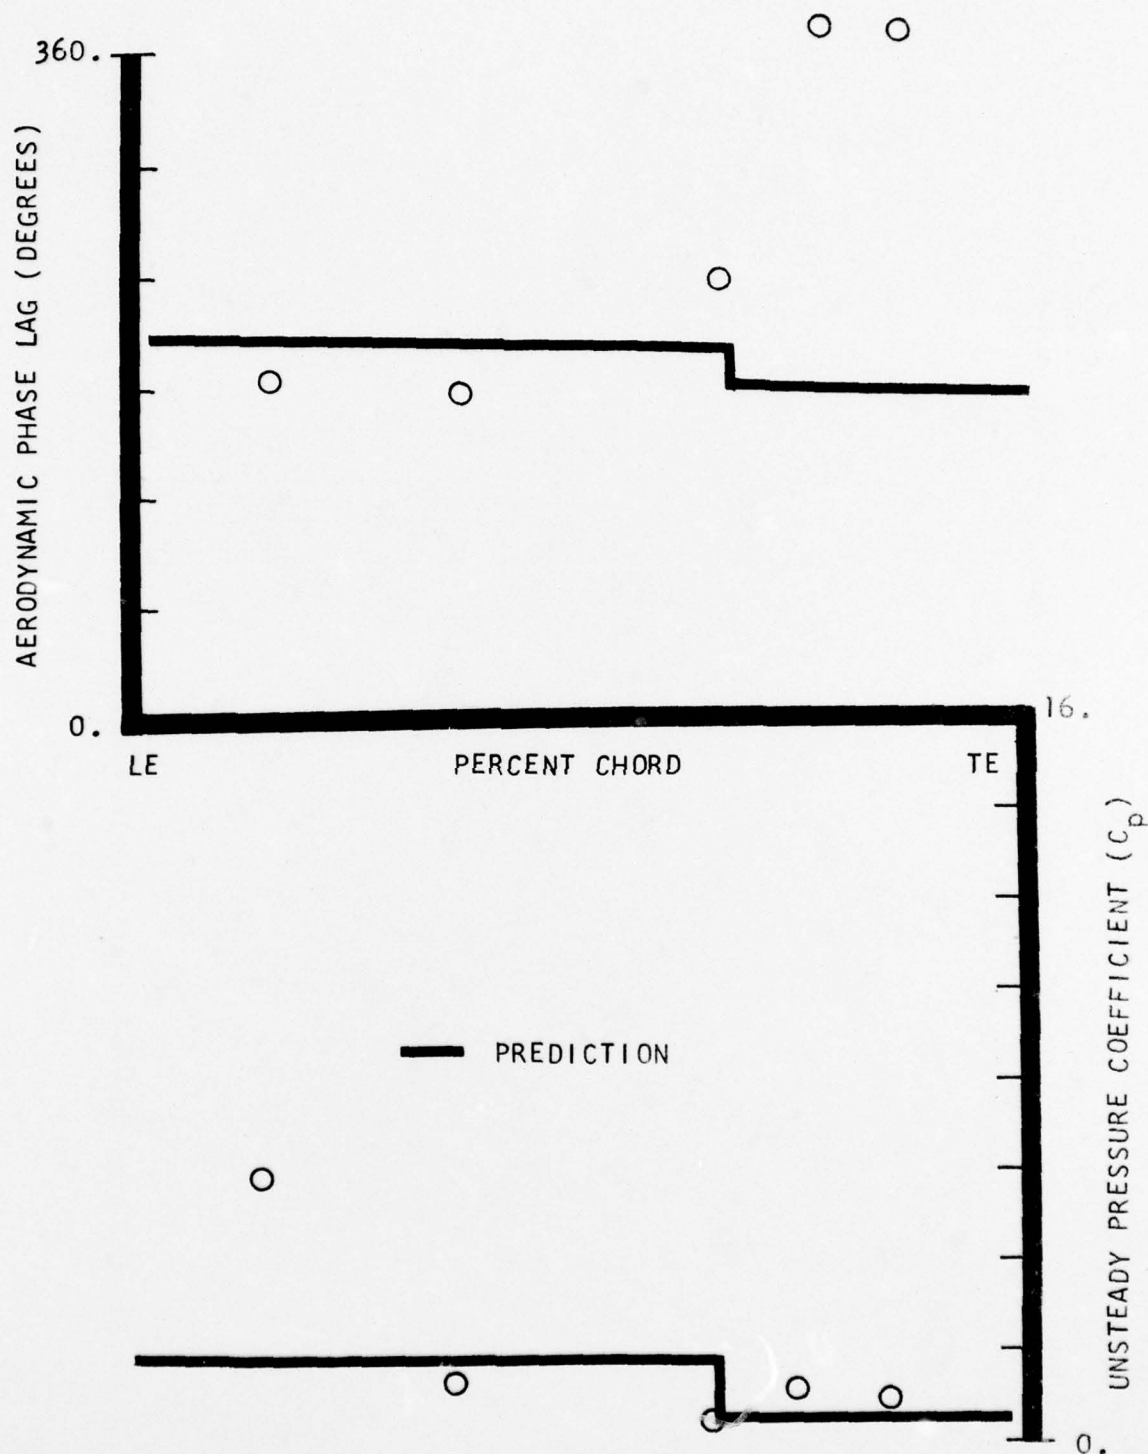 360.
AERODYNAMIC PHASE LAG (DEGREES)
0.
16.
LE
PERCENT CHORD
TE
UNSTEADY PRESSURE COEFFICIENT (Cp)
PREDICTION
0.